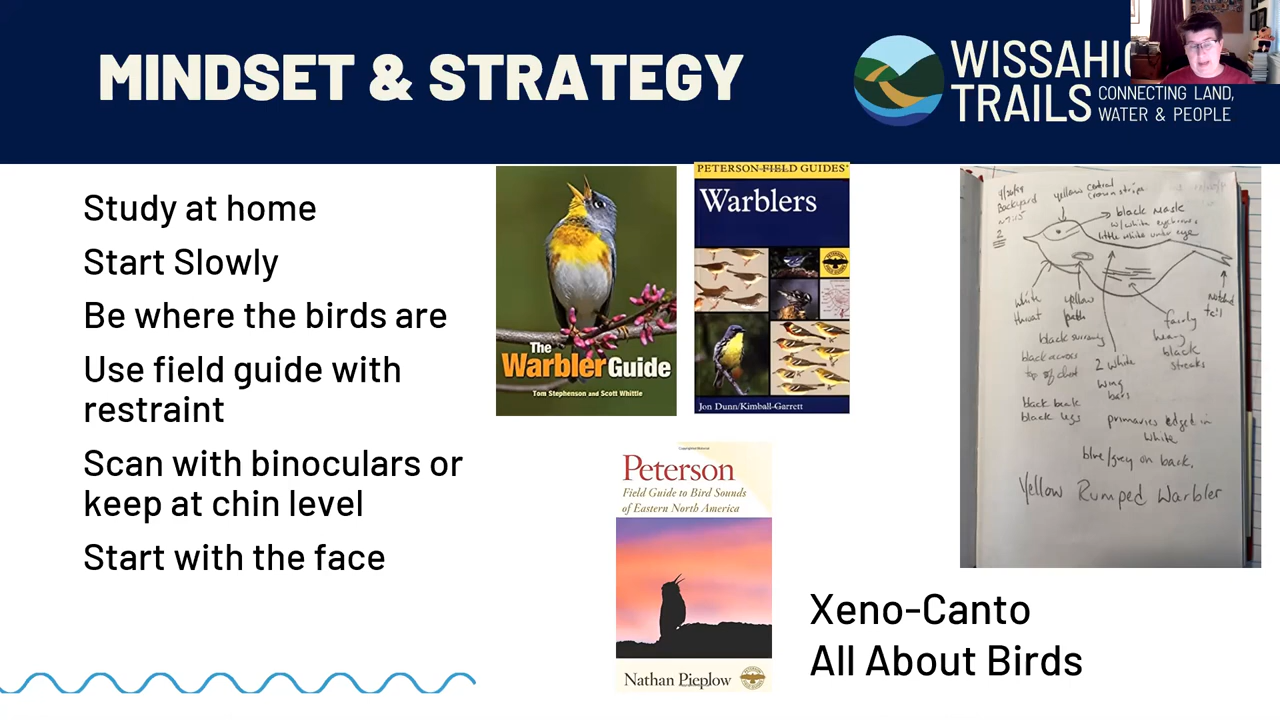 MINDSET & STRATEGY
TRAILS
CONNECTING LAND,
WATER & PEOPLE
Study at home
Start Slowly
Be where the birds are
Use field guide with
restraint
Scan with binoculars or
keep at chin level
Start with the face
The
Warbler Guide
Tom Stephenson and Scott Whittle
PETERSON FIELD GUIDES
Warblers
Jon Dunn/Kimball Garrett
Peterson
Field Guide to Bird Sounds
of Eastern North America
Nathan Pieplow
Backyard
2
yellow central
crown stripe
black mask
w/white eyebrows
little white under eye
white
throat
yellow
notched
fairly
heavy
black
streaks
black across
top of chest
2 white
wing
bars
black beak
black legs
primaries edged in
white
blue/grey on back.
Yellow Rumped Warbler
Xeno-Canto
All About Birds